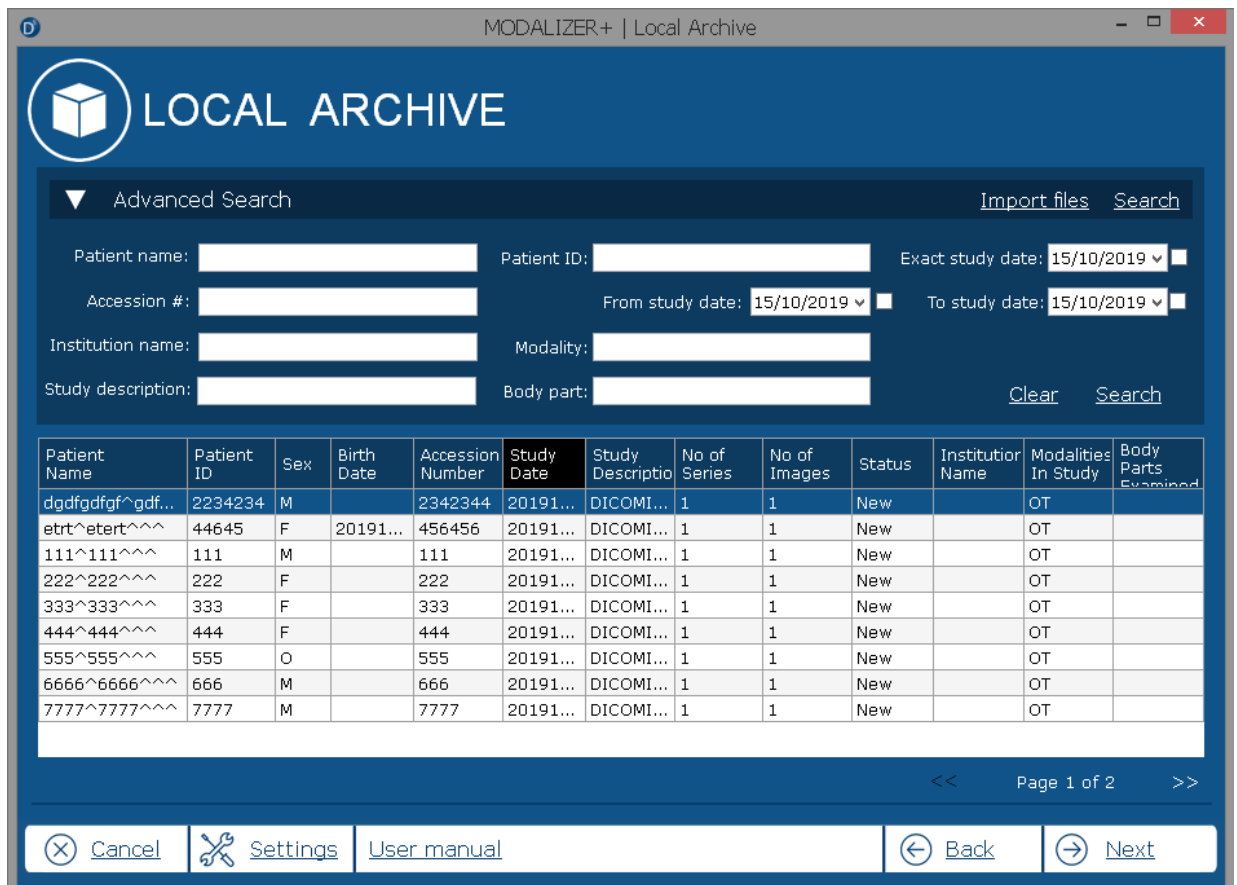 MODALIZER+ | Local Archive
LOCAL ARCHIVE
Advanced Search Import files Search
Patient name: Patient ID: Exact study date: 15/10/2019
Accession #: From study date: 15/10/2019 To study date: 15/10/2019
Institution name: Modality:
Study description: Body part: Clear Search
Patient Name Patient ID Sex Birth Date Accession Number Study Date Study Descriptio No of Series No of Images Status Institution Name Modalities In Study Body Parts Examined
dgdfgdfgf^gdf... 2234234 M 2342344 20191... DICOMI... 1 1 New OT
etrt^etert^^^ 44645 F 20191... 456456 20191... DICOMI... 1 1 New OT
111^111^^^ 111 M 111 20191... DICOMI... 1 1 New OT
222^222^^^ 222 F 222 20191... DICOMI... 1 1 New OT
333^333^^^ 333 F 333 20191... DICOMI... 1 1 New OT
444^444^^^ 444 F 444 20191... DICOMI... 1 1 New OT
555^555^^^ 555 O 555 20191... DICOMI... 1 1 New OT
6666^6666^^^ 666 M 666 20191... DICOMI... 1 1 New OT
7777^7777^^^ 7777 M 7777 20191... DICOMI... 1 1 New OT
<< Page 1 of 2 >>
Cancel Settings User manual Back Next